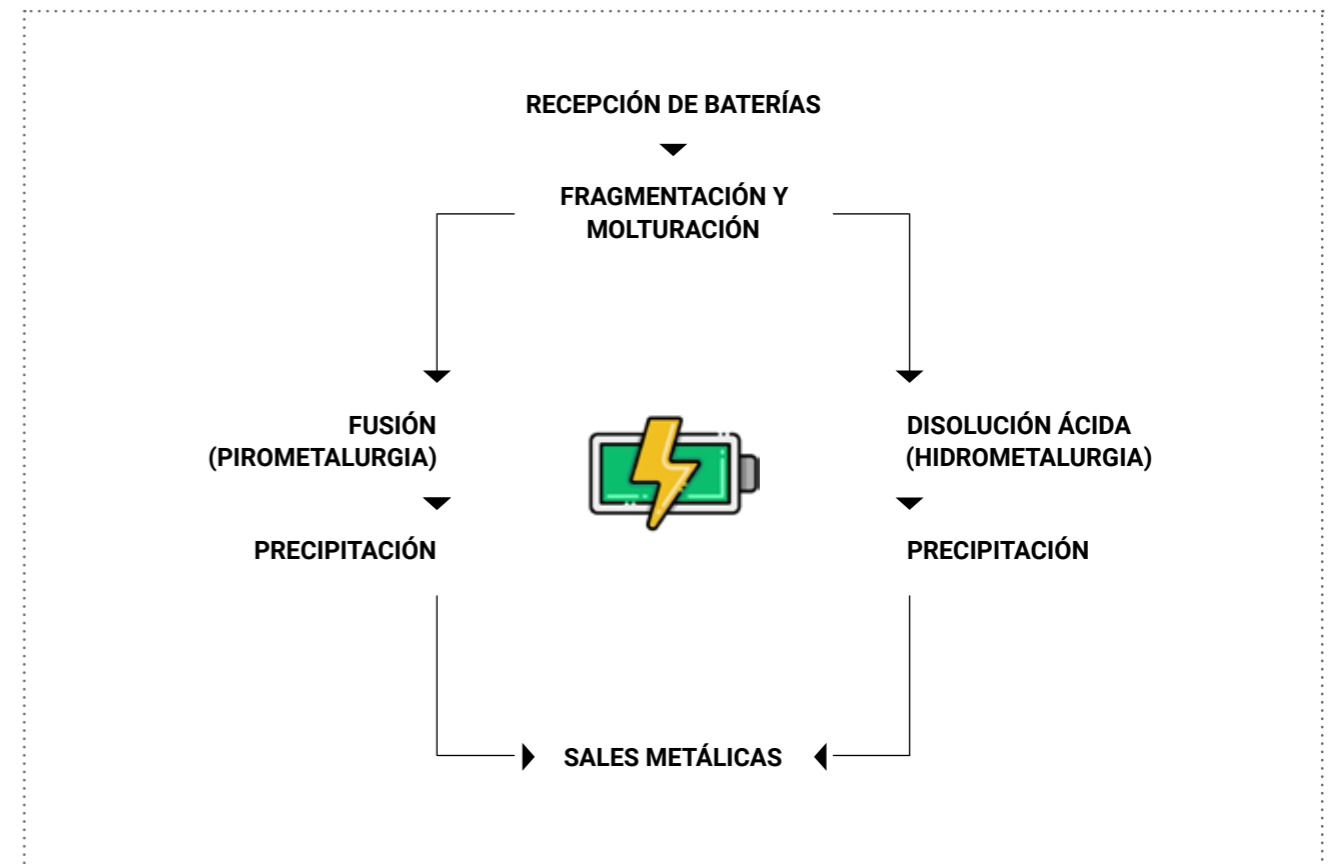 RECEPCIÓN DE BATERÍAS
FRAGMENTACIÓN Y
MOLTURACIÓN
FUSIÓN
(PIROMETALURGIA)
PRECIPITACIÓN
DISOLUCIÓN ÁCIDA
(HIDROMETALURGIA)
PRECIPITACIÓN
SALES METÁLICAS